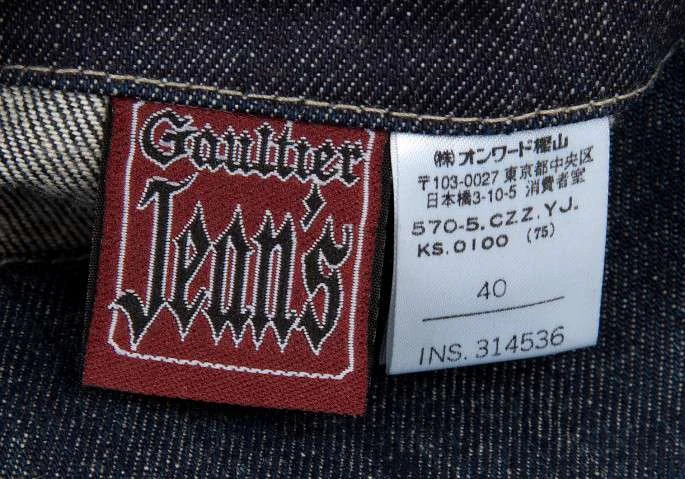 Gaultier
Jean's
㈱ オンワード樫山
〒103-0027 東京都中央区
日本橋3-10-5 消費者室
570-5.CZZ.YJ.
KS.0100 (75)
40
INS. 314536